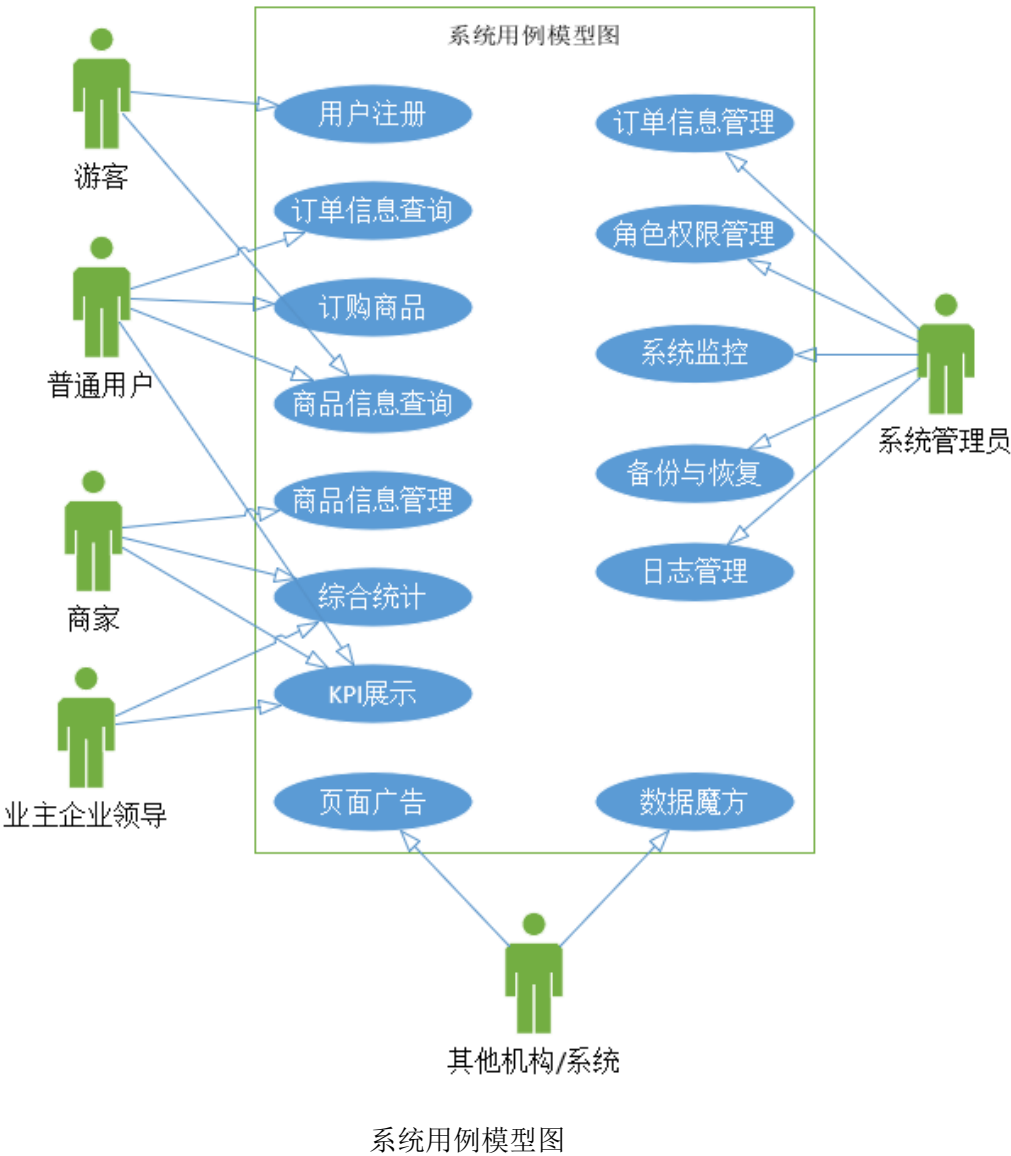 系统用例模型图
用户注册
订单信息管理
游客
订单信息查询
角色权限管理
订购商品
系统监控
普通用户
商品信息查询
系统管理员
备份与恢复
商品信息管理
日志管理
综合统计
商家
KPI展示
页面广告
数据魔方
业主企业领导
其他机构/系统
系统用例模型图